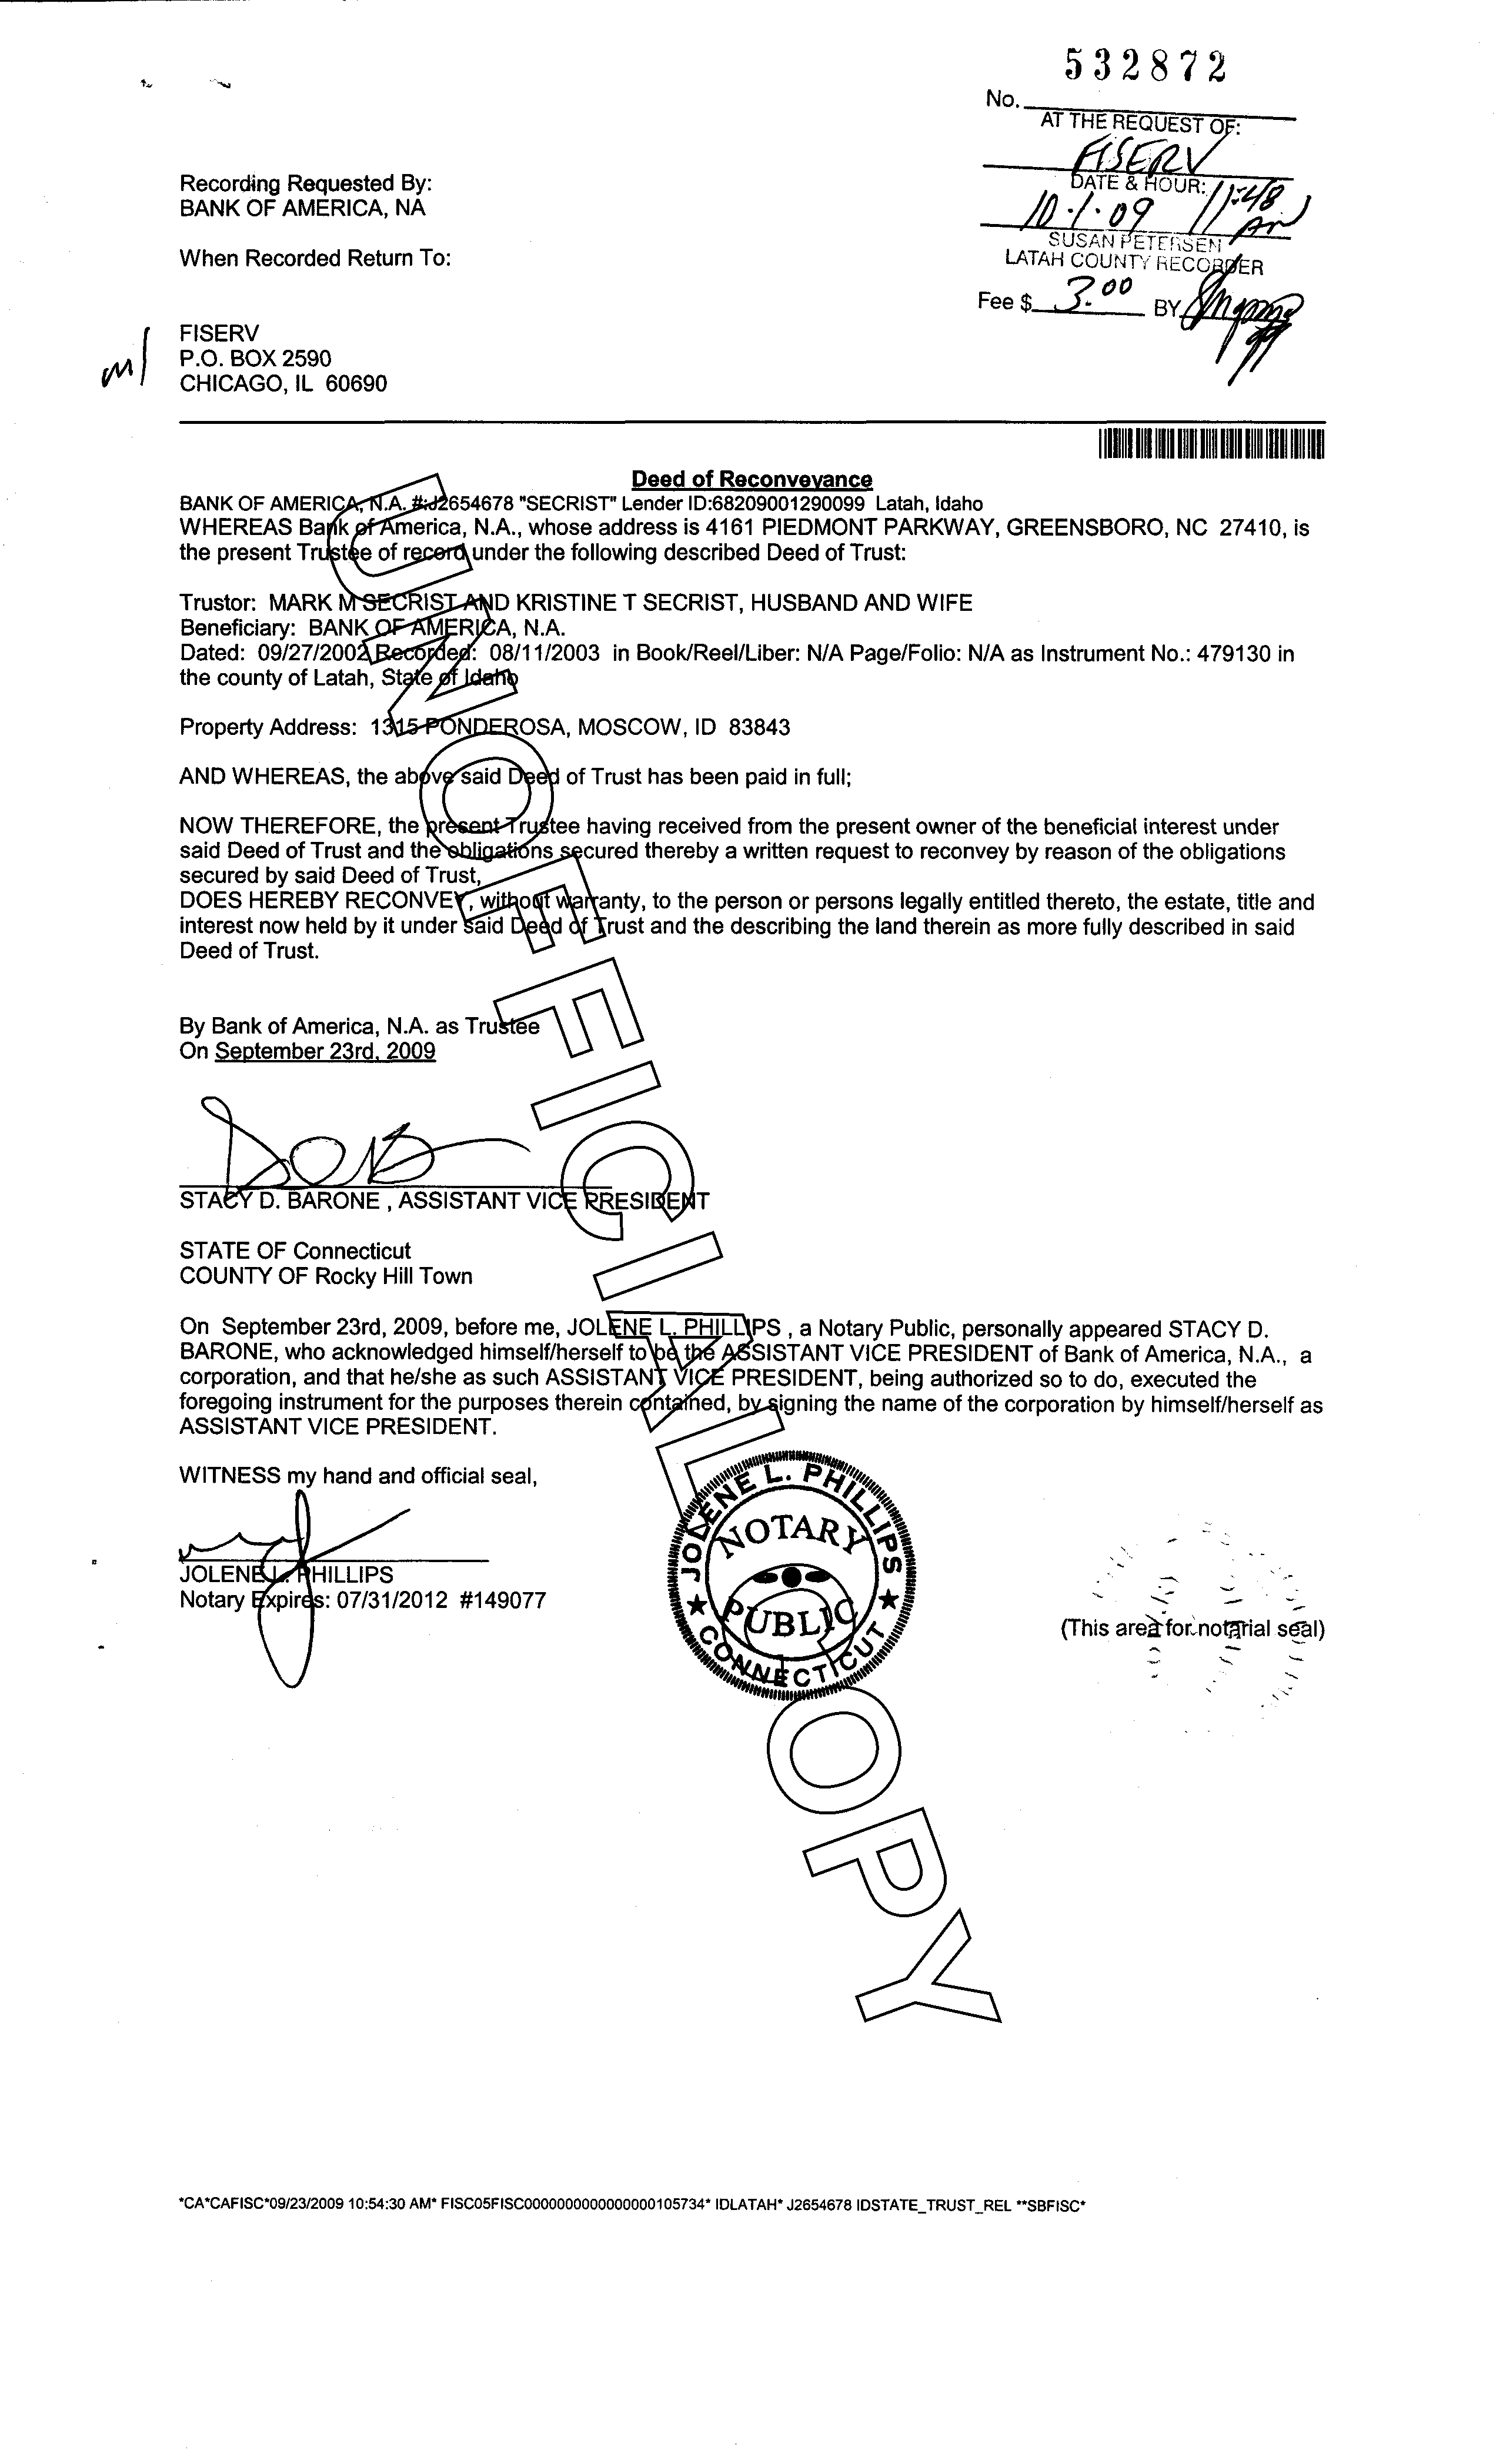 532872
No.
AT THE REQUEST OF:
FISERV
DATE & HOUR:
10.1.09 11:48 AM
SUSAN PETERSEN
LATAH COUNTY RECORDER
Fee $ 3.00 BY
Recording Requested By:
BANK OF AMERICA, NA
When Recorded Return To:
FISERV
P.O. BOX 2590
CHICAGO, IL 60690
Deed of Reconveyance
BANK OF AMERICA, N.A. #:J2654678 "SECRIST" Lender ID:68209001290099 Latah, Idaho
WHEREAS Bank of America, N.A., whose address is 4161 PIEDMONT PARKWAY, GREENSBORO, NC 27410, is
the present Trustee of record under the following described Deed of Trust:
Trustor: MARK M SECRIST AND KRISTINE T SECRIST, HUSBAND AND WIFE
Beneficiary: BANK OF AMERICA, N.A.
Dated: 09/27/2002 Recorded: 08/11/2003 in Book/Reel/Liber: N/A Page/Folio: N/A as Instrument No.: 479130 in
the county of Latah, State of Idaho
Property Address: 1315 PONDEROSA, MOSCOW, ID 83843
AND WHEREAS, the above said Deed of Trust has been paid in full;
NOW THEREFORE, the present Trustee having received from the present owner of the beneficial interest under
said Deed of Trust and the obligations secured thereby a written request to reconvey by reason of the obligations
secured by said Deed of Trust,
DOES HEREBY RECONVEY, without warranty, to the person or persons legally entitled thereto, the estate, title and
interest now held by it under said Deed of Trust and the describing the land therein as more fully described in said
Deed of Trust.
By Bank of America, N.A. as Trustee
On September 23rd, 2009
STACY D. BARONE , ASSISTANT VICE PRESIDENT
STATE OF Connecticut
COUNTY OF Rocky Hill Town
On September 23rd, 2009, before me, JOLENE L. PHILLIPS , a Notary Public, personally appeared STACY D.
BARONE, who acknowledged himself/herself to be the ASSISTANT VICE PRESIDENT of Bank of America, N.A., a
corporation, and that he/she as such ASSISTANT VICE PRESIDENT, being authorized so to do, executed the
foregoing instrument for the purposes therein contained, by signing the name of the corporation by himself/herself as
ASSISTANT VICE PRESIDENT.
WITNESS my hand and official seal,
JOLENE L. PHILLIPS
Notary Expires: 07/31/2012 #149077
JOLENE L. PHILLIPS
NOTARY
PUBLIC
CONNECTICUT
(This area for notarial seal)
UNOFFICIAL COPY
*CA*CAFISC*09/23/2009 10:54:30 AM* FISC05FISC0000000000000000105734* IDLATAH* J2654678 IDSTATE_TRUST_REL **SBFISC*